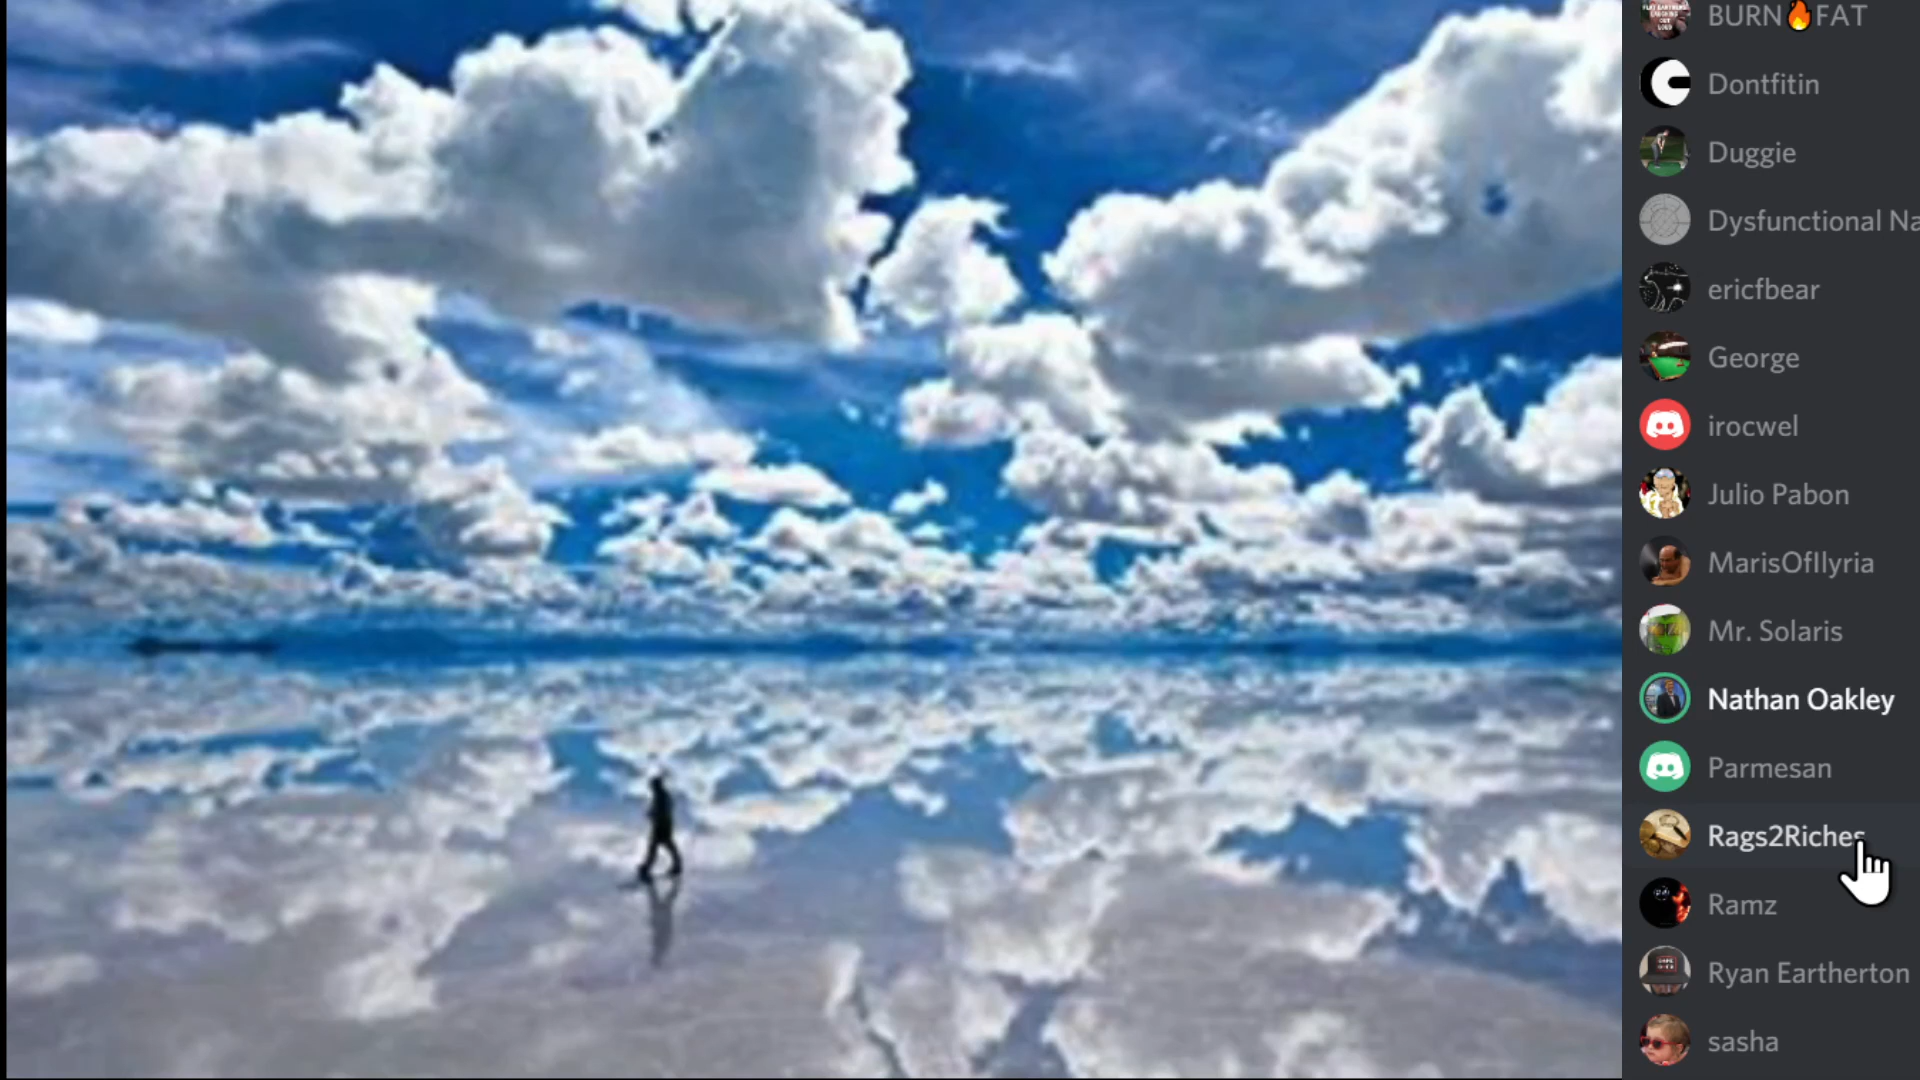 BURN🔥FAT
Dontfitin
Duggie
Dysfunctional Na
ericfbear
George
irocwel
Julio Pabon
MarisOfIlyria
Mr. Solaris
Nathan Oakley
Parmesan
Rags2Riches
Ramz
Ryan Eartherton
sasha